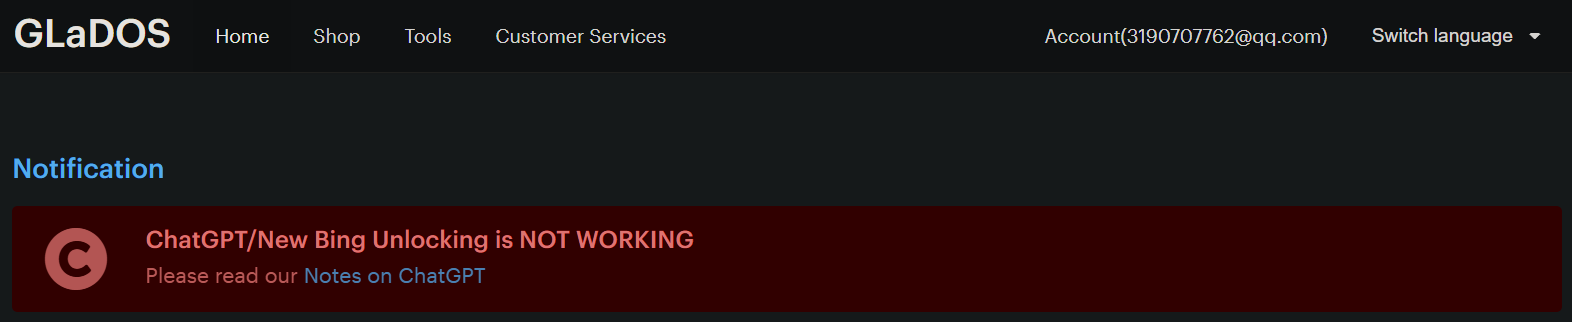 GLaDOS Home Shop Tools Customer Services Account(3190707762@qq.com) Switch language
Notification
ChatGPT/New Bing Unlocking is NOT WORKING
Please read our Notes on ChatGPT